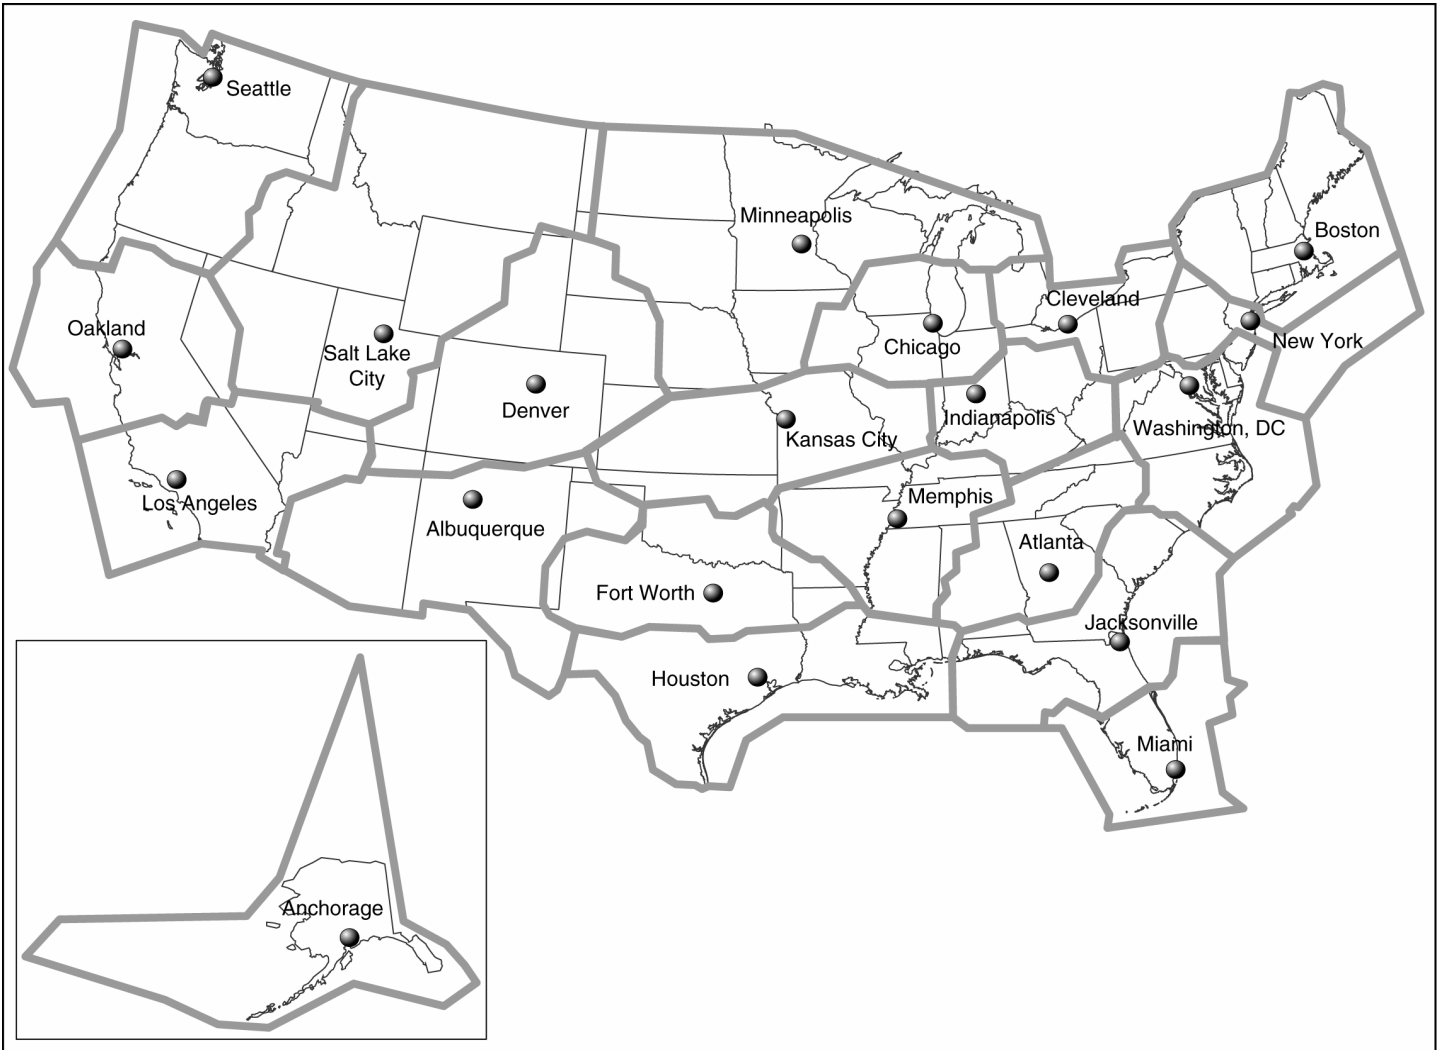 Seattle
Minneapolis
Boston
Cleveland
Oakland
New York
Chicago
Salt Lake
City
Denver
Indianapolis
Washington, DC
Kansas City
Memphis
Los Angeles
Albuquerque
Atlanta
Fort Worth
Jacksonville
Houston
Miami
Anchorage